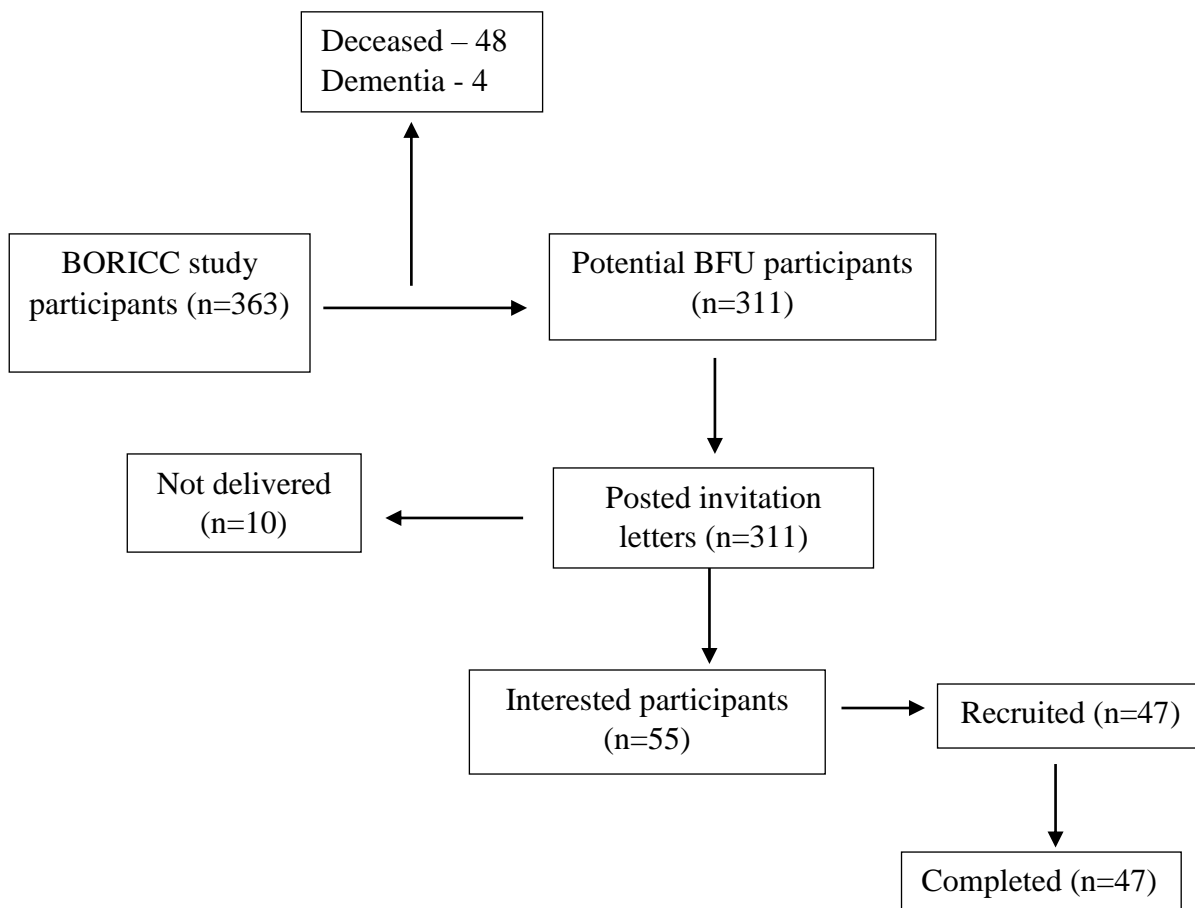 Deceased – 48
Dementia - 4
BORICC study
participants (n=363)
Potential BFU participants
(n=311)
Not delivered
(n=10)
Posted invitation
letters (n=311)
Interested participants
(n=55)
Recruited (n=47)
Completed (n=47)